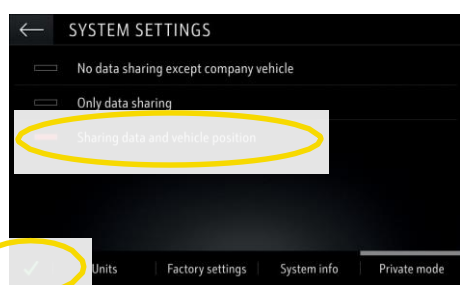 SYSTEM SETTINGS
No data sharing except company vehicle
Only data sharing
Sharing data and vehicle position
Units Factory settings System info Private mode